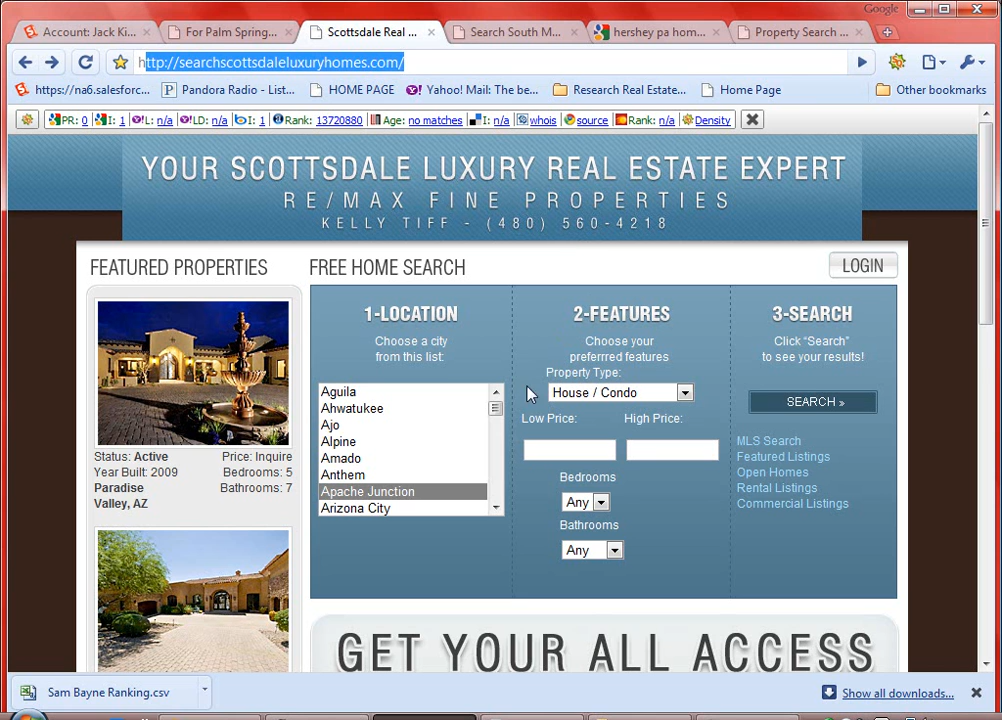 Google
Account: Jack Ki...
For Palm Spring...
Scottsdale Real ...
Search South M...
hershey pa hom...
Property Search ...
http://searchscottsdaleluxuryhomes.com/
https://na6.salesforc...
Pandora Radio - List...
HOME PAGE
Yahoo! Mail: The be...
Research Real Estate...
Home Page
Other bookmarks
PR: 0 I: 1 L: n/a LD: n/a I: 1 Rank: 13720880 Age: no matches I: n/a whois source Rank: n/a Density
YOUR SCOTTSDALE LUXURY REAL ESTATE EXPERT
RE/MAX FINE PROPERTIES
KELLY TIFF - (480) 560-4218
FEATURED PROPERTIES
FREE HOME SEARCH
LOGIN
Status: Active Price: Inquire
Year Built: 2009 Bedrooms: 5
Paradise Bathrooms: 7
Valley, AZ
1-LOCATION
Choose a city
from this list:
Aguila
Ahwatukee
Ajo
Alpine
Amado
Anthem
Apache Junction
Arizona City
2-FEATURES
Choose your
preferrred features
Property Type:
House / Condo
Low Price: High Price:
Bedrooms
Any
Bathrooms
Any
3-SEARCH
Click “Search”
to see your results!
SEARCH »
MLS Search
Featured Listings
Open Homes
Rental Listings
Commercial Listings
GET YOUR ALL ACCESS
Sam Bayne Ranking.csv
Show all downloads...